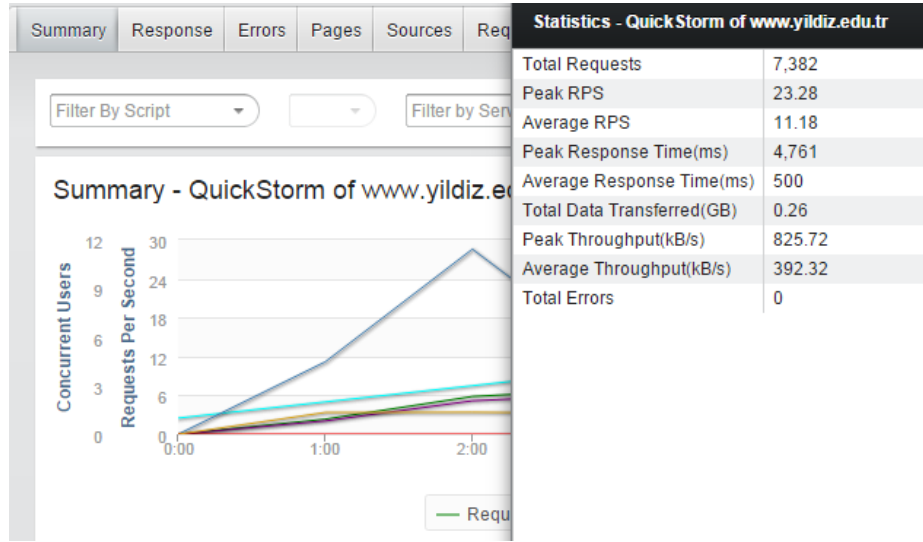 Summary Response Errors Pages Sources Req
Filter By Script Filter by Serv
Summary - QuickStorm of www.yildiz.e
Concurrent Users
12
9
6
3
0
Requests Per Second
30
24
18
12
6
0
0:00 1:00 2:00
Requ
Statistics - QuickStorm of www.yildiz.edu.tr
Total Requests 7,382
Peak RPS 23.28
Average RPS 11.18
Peak Response Time(ms) 4,761
Average Response Time(ms) 500
Total Data Transferred(GB) 0.26
Peak Throughput(kB/s) 825.72
Average Throughput(kB/s) 392.32
Total Errors 0